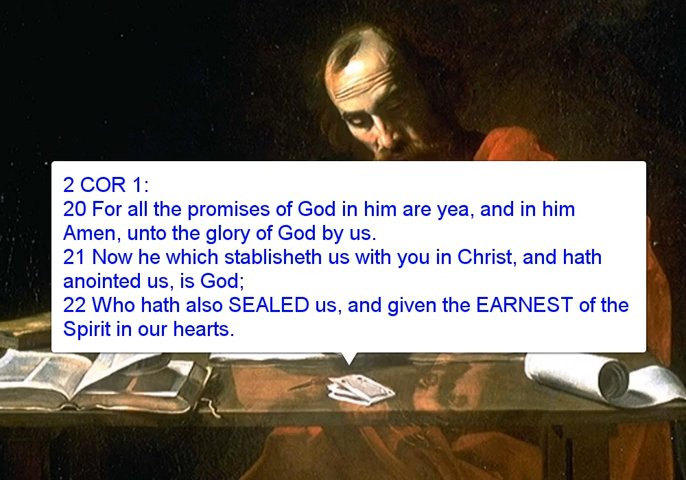 2 COR 1:
20 For all the promises of God in him are yea, and in him
Amen, unto the glory of God by us.
21 Now he which stablisheth us with you in Christ, and hath
anointed us, is God;
22 Who hath also SEALED us, and given the EARNEST of the
Spirit in our hearts.